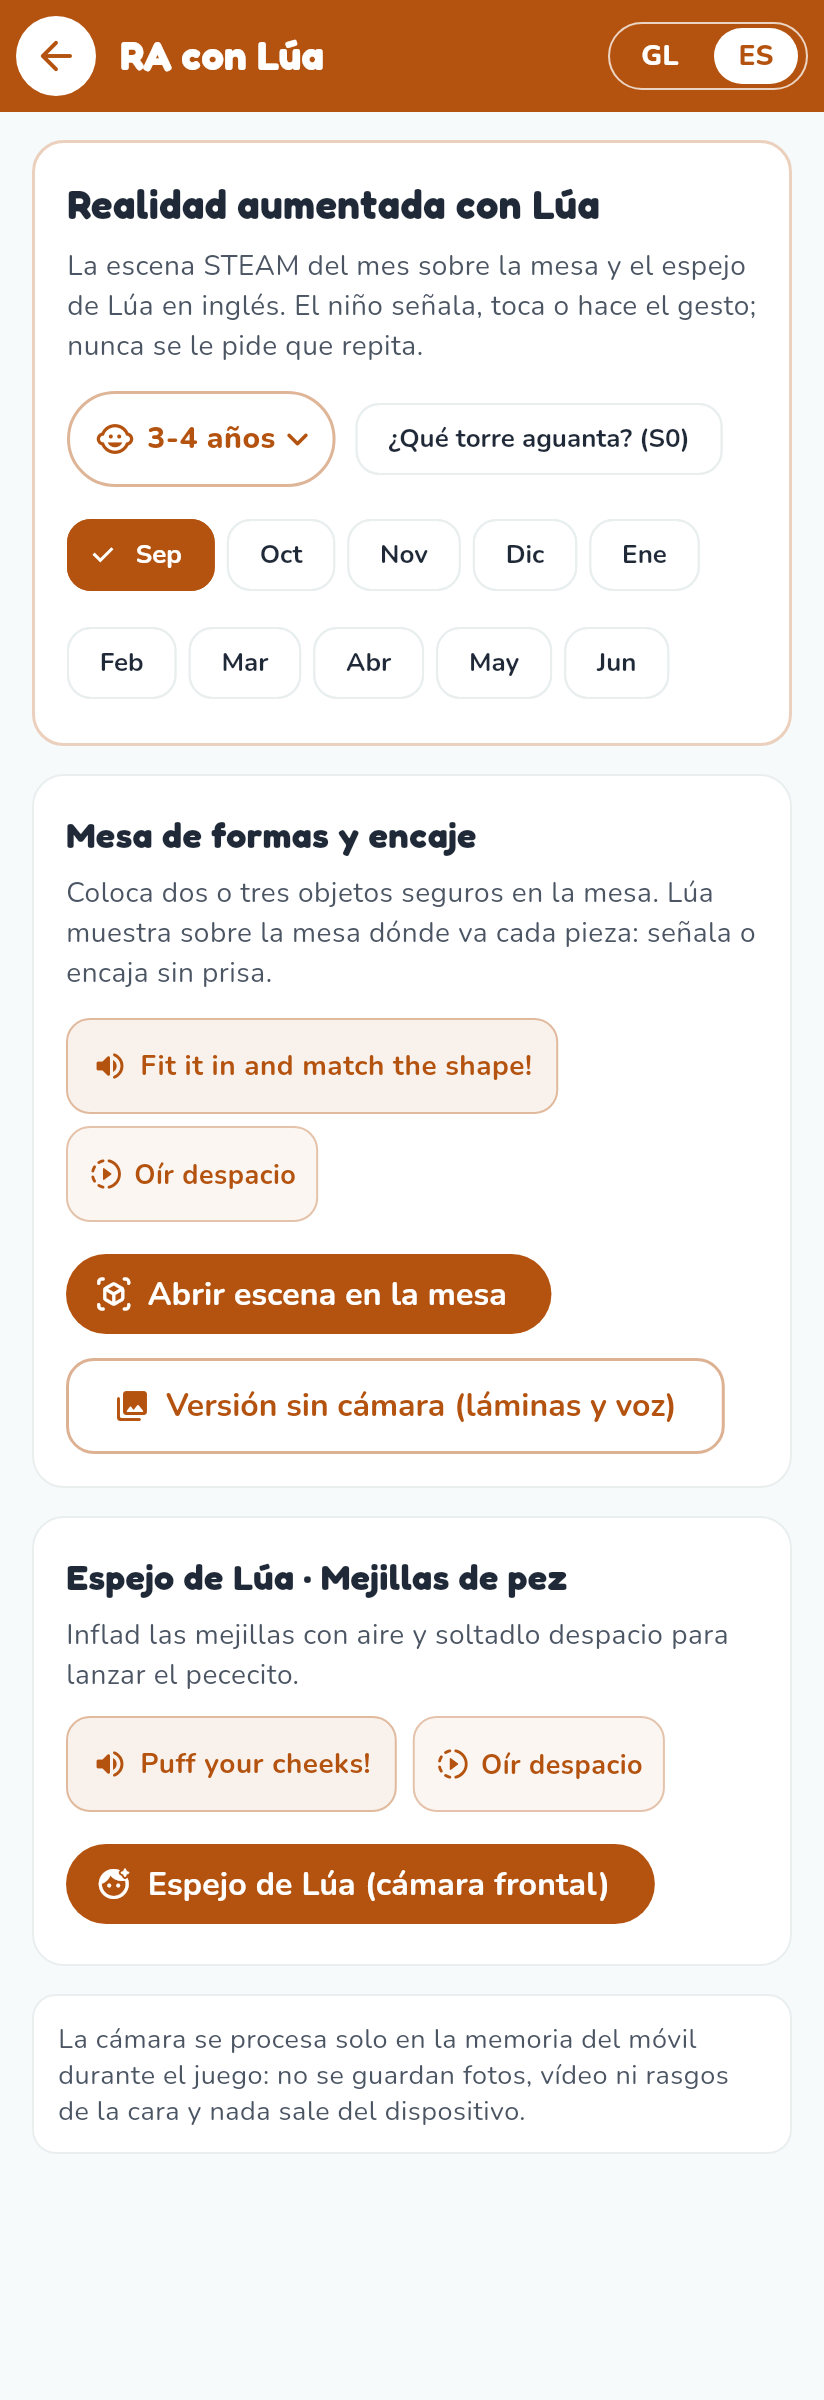 RA con Lúa
GL
ES
Realidad aumentada con Lúa
La escena STEAM del mes sobre la mesa y el espejo
de Lúa en inglés. El niño señala, toca o hace el gesto;
nunca se le pide que repita.
3-4 años
¿Qué torre aguanta? (S0)
Sep
Oct
Nov
Dic
Ene
Feb
Mar
Abr
May
Jun
Mesa de formas y encaje
Coloca dos o tres objetos seguros en la mesa. Lúa
muestra sobre la mesa dónde va cada pieza: señala o
encaja sin prisa.
Fit it in and match the shape!
Oír despacio
Abrir escena en la mesa
Versión sin cámara (láminas y voz)
Espejo de Lúa · Mejillas de pez
Inflad las mejillas con aire y soltadlo despacio para
lanzar el pececito.
Puff your cheeks!
Oír despacio
Espejo de Lúa (cámara frontal)
La cámara se procesa solo en la memoria del móvil
durante el juego: no se guardan fotos, vídeo ni rasgos
de la cara y nada sale del dispositivo.